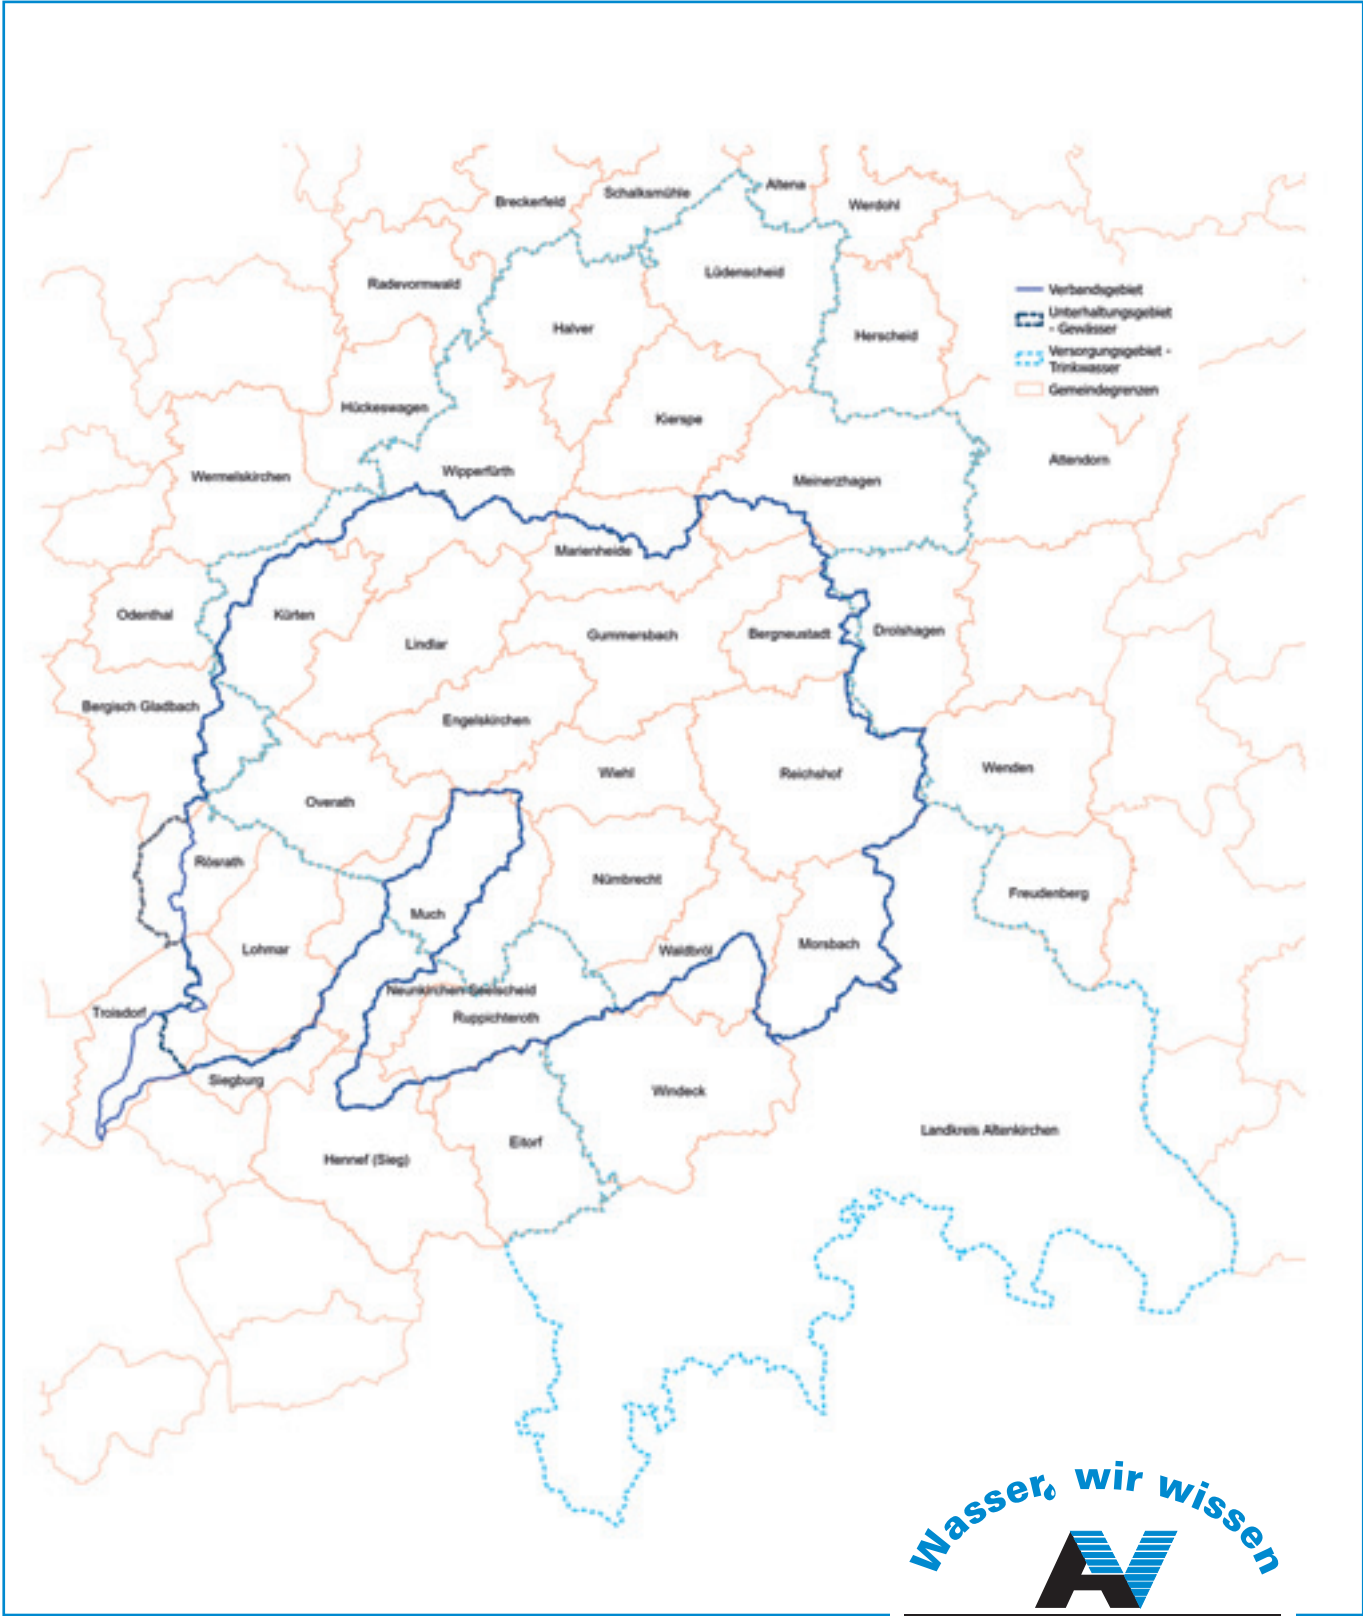 Breckerfeld
Schalksmühle
Altena
Werdohl
Radevormwald
Lüdenscheid
Halver
Herscheid
Verbandsgebiet
Unterhaltungsgebiet
- Gewässer
Versorgungsgebiet -
Trinkwasser
Gemeindegrenzen
Hückeswagen
Kierspe
Wermelskirchen
Wipperfürth
Meinerzhagen
Attendorn
Marienheide
Odenthal
Kürten
Lindlar
Gummersbach
Bergneustadt
Drolshagen
Bergisch Gladbach
Engelskirchen
Wiehl
Reichshof
Wenden
Overath
Rösrath
Nümbrecht
Freudenberg
Much
Lohmar
Waldbröl
Morsbach
Neunkirchen-Seelscheid
Troisdorf
Ruppichteroth
Siegburg
Windeck
Eitorf
Landkreis Altenkirchen
Hennef (Sieg)
Wasser, wir wissen
AV